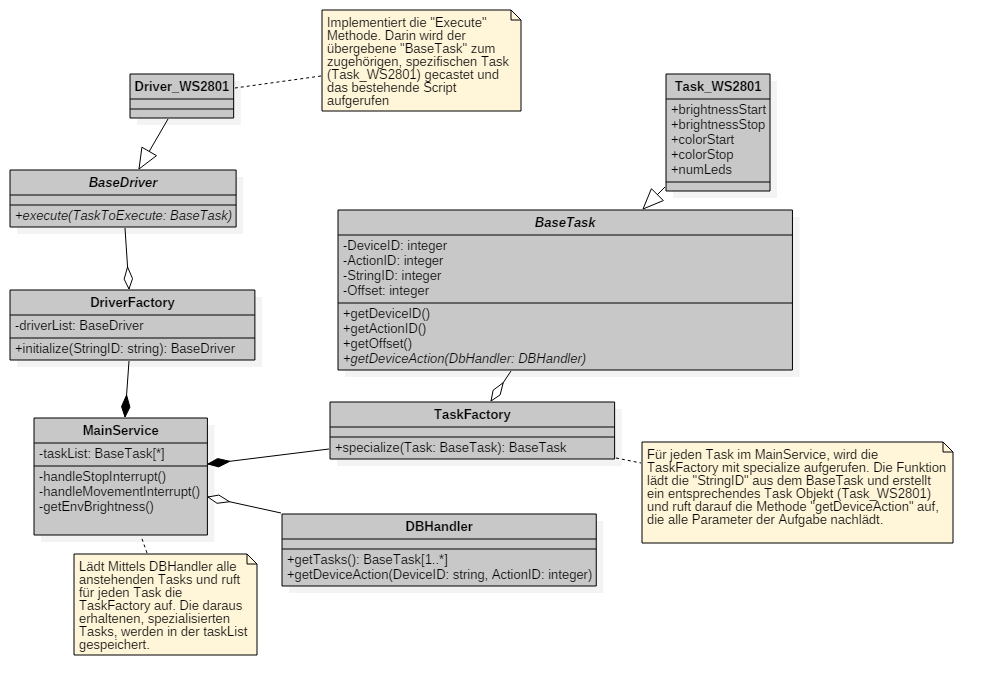 Implementiert die "Execute"
Methode. Darin wird der
übergebene "BaseTask" zum
zugehörigen, spezifischen Task
(Task_WS2801) gecastet und
das bestehende Script
aufgerufen
Driver_WS2801
Task_WS2801
+brightnessStart
+brightnessStop
+colorStart
+colorStop
+numLeds
BaseDriver
+execute(TaskToExecute: BaseTask)
BaseTask
-DeviceID: integer
-ActionID: integer
-StringID: integer
-Offset: integer
+getDeviceID()
+getActionID()
+getOffset()
+getDeviceAction(DbHandler: DBHandler)
DriverFactory
-driverList: BaseDriver
+initialize(StringID: string): BaseDriver
MainService
-taskList: BaseTask[*]
-handleStopInterrupt()
-handleMovementInterrupt()
-getEnvBrightness()
TaskFactory
+specialize(Task: BaseTask): BaseTask
Für jeden Task im MainService, wird die
TaskFactory mit specialize aufgerufen. Die Funktion
lädt die "StringID" aus dem BaseTask und erstellt
ein entsprechendes Task Objekt (Task_WS2801)
und ruft darauf die Methode "getDeviceAction" auf,
die alle Parameter der Aufgabe nachlädt.
DBHandler
+getTasks(): BaseTask[1..*]
+getDeviceAction(DeviceID: string, ActionID: integer)
Lädt Mittels DBHandler alle
anstehenden Tasks und ruft
für jeden Task die
TaskFactory auf. Die daraus
erhaltenen, spezialisierten
Tasks, werden in der taskList
gespeichert.